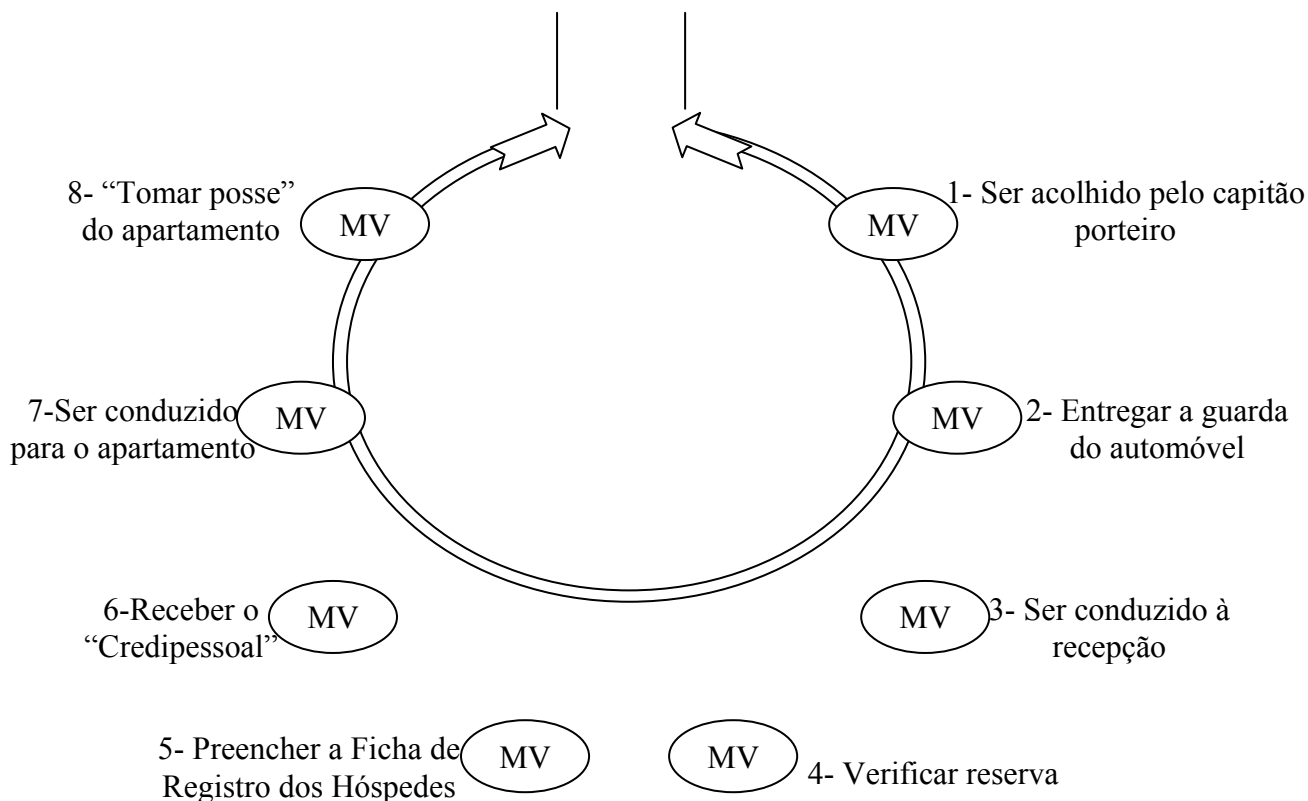 8- “Tomar posse”
do apartamento
MV
MV
1- Ser acolhido pelo capitão
porteiro
7-Ser conduzido
para o apartamento
MV
MV
2- Entregar a guarda
do automóvel
6-Receber o
“Credipessoal”
MV
MV
3- Ser conduzido à
recepção
5- Preencher a Ficha de
Registro dos Hóspedes
MV
MV
4- Verificar reserva